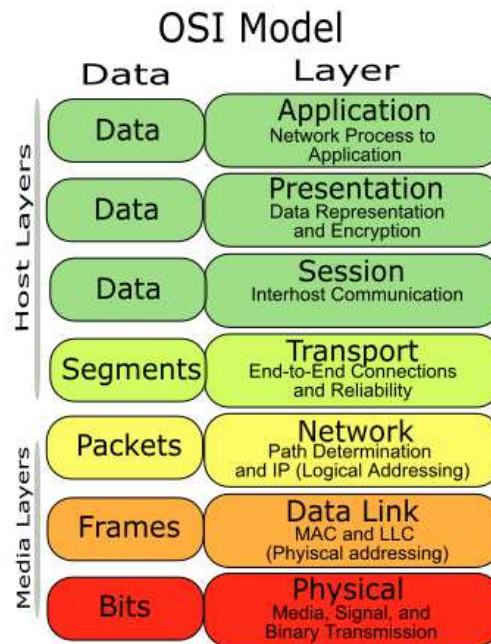 OSI Model
Data Layer
Host Layers
Data
Application
Network Process to
Application
Data
Presentation
Data Representation
and Encryption
Data
Session
Interhost Communication
Segments
Transport
End-to-End Connections
and Reliability
Media Layers
Packets
Network
Path Determination
and IP (Logical Addressing)
Frames
Data Link
MAC and LLC
(Phyiscal addressing)
Bits
Physical
Media, Signal, and
Binary Transmission